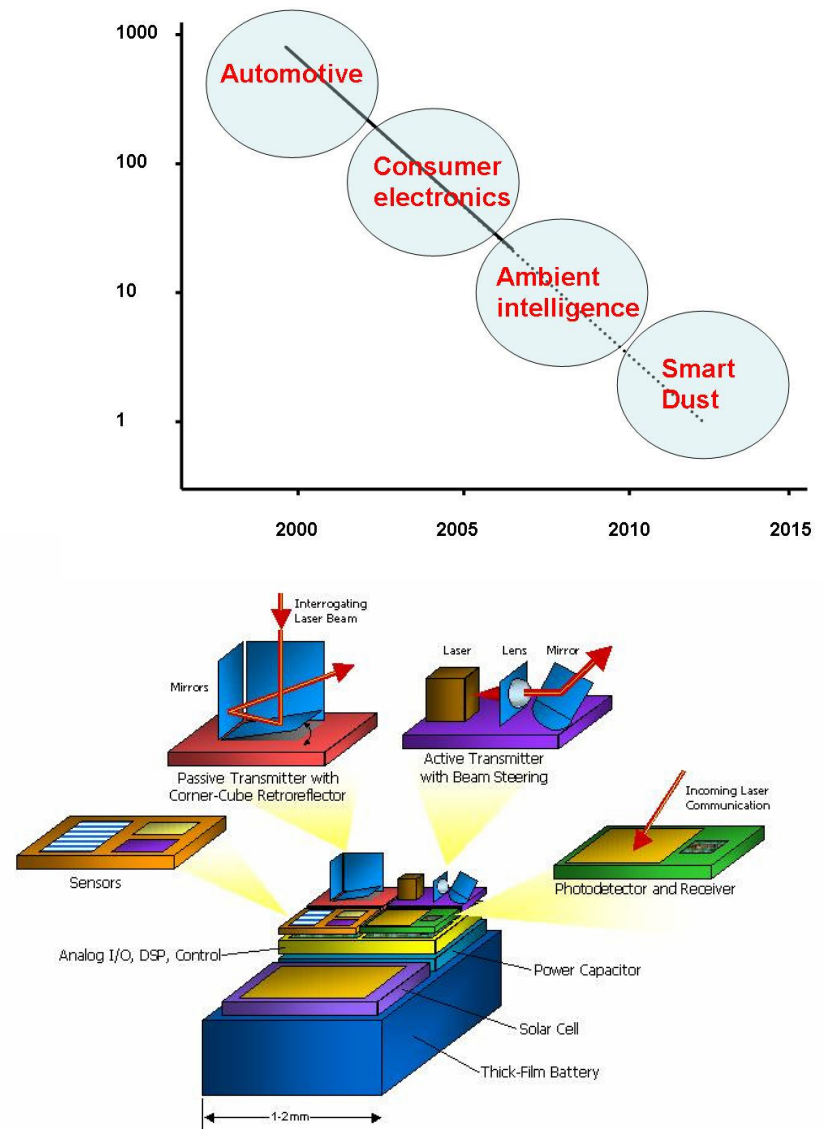 1000
Automotive
100
Consumer
electronics
Ambient
intelligence
10
Smart
Dust
1
2000
2005
2010
2015
Interrogating
Laser Beam
Mirrors
Laser
Lens
Mirror
Passive Transmitter with
Corner-Cube Retroreflector
Active Transmitter
with Beam Steering
Incoming Laser
Communication
Sensors
Photodetector and Receiver
Analog I/O, DSP, Control
Power Capacitor
Solar Cell
Thick-Film Battery
1-2mm